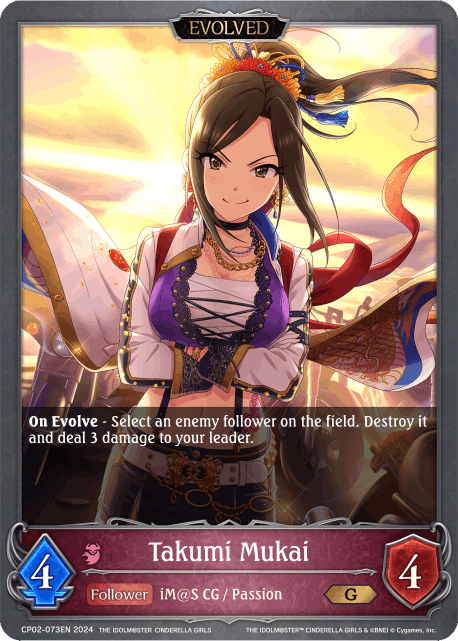 EVOLVED
On Evolve - Select an enemy follower on the field. Destroy it
and deal 3 damage to your leader.
Takumi Mukai
4
4
Follower
iM@S CG / Passion
G
CP02-073EN 2024 THE IDOLM@STER CINDERELLA GIRLS THE IDOLM@STER™ CINDERELLA GIRLS & ©BNEI © Cygames, Inc.